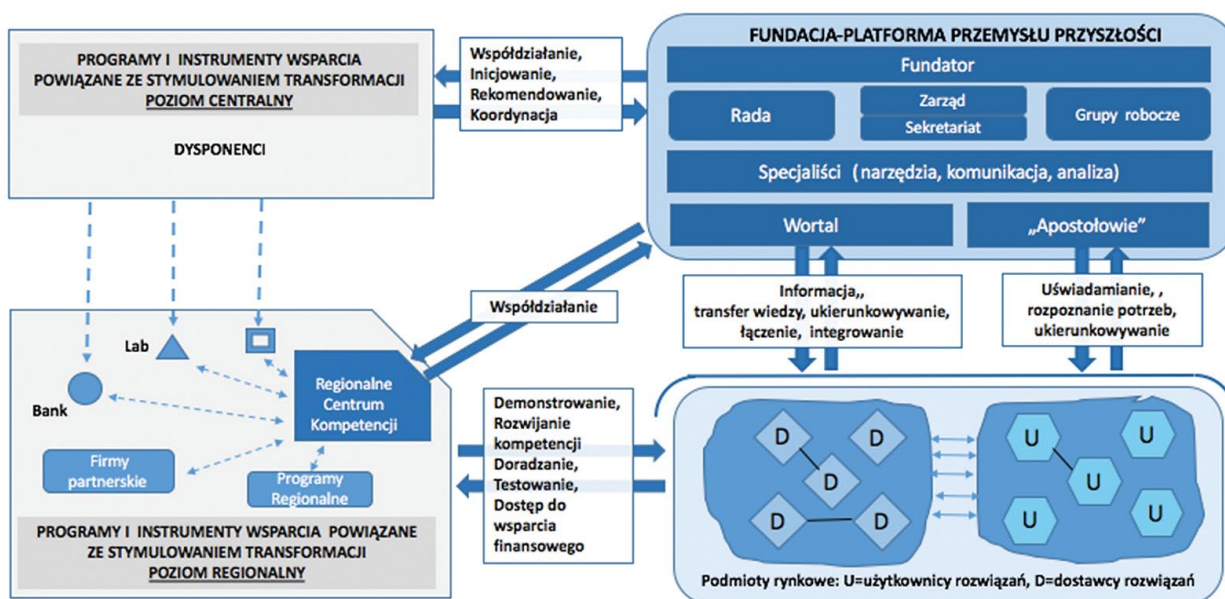 PROGRAMY I INSTRUMENTY WSPARCIA
POWIĄZANE ZE STYMULOWANIEM TRANSFORMACJI
POZIOM CENTRALNY
DYSPONENCI
Współdziałanie,
Inicjowanie,
Rekomendowanie,
Koordynacja
FUNDACJA-PLATFORMA PRZEMYSŁU PRZYSZŁOŚCI
Fundator
Rada
Zarząd
Sekretariat
Grupy robocze
Specjaliści (narzędzia, komunikacja, analiza)
Wortal
„Apostołowie”
Współdziałanie
Informacja,,
transfer wiedzy, ukierunkowywanie,
łączenie, integrowanie
Uświadamianie, ,
rozpoznanie potrzeb,
ukierunkowywanie
Lab
Bank
Regionalne
Centrum
Kompetencji
Firmy
partnerskie
Programy
Regionalne
PROGRAMY I INSTRUMENTY WSPARCIA POWIĄZANE
ZE STYMULOWANIEM TRANSFORMACJI
POZIOM REGIONALNY
Demonstrowanie,
Rozwijanie
kompetencji
Doradzanie,
Testowanie,
Dostęp do
wsparcia
finansowego
D D
D
D D
U U
U
U U
Podmioty rynkowe: U=użytkownicy rozwiązań, D=dostawcy rozwiązań